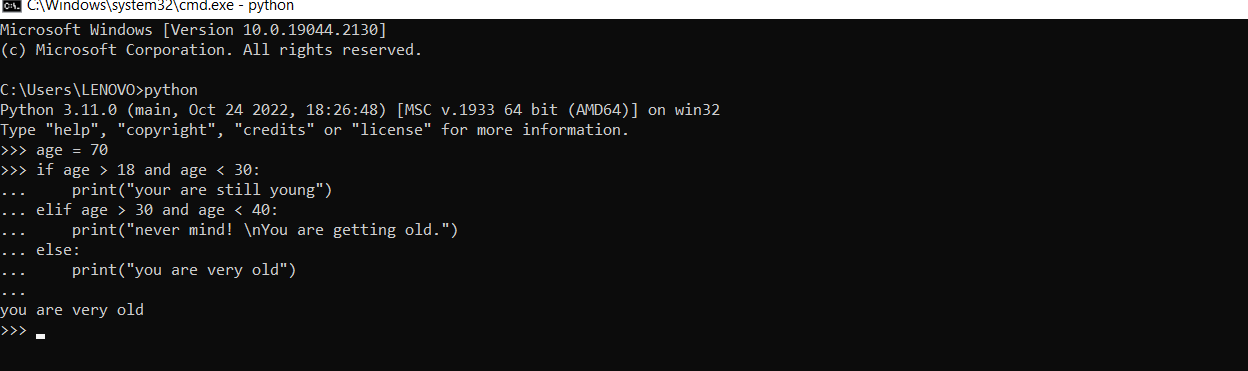 C:\Windows\system32\cmd.exe - python
Microsoft Windows [Version 10.0.19044.2130]
(c) Microsoft Corporation. All rights reserved.
C:\Users\LENOVO>python
Python 3.11.0 (main, Oct 24 2022, 18:26:48) [MSC v.1933 64 bit (AMD64)] on win32
Type "help", "copyright", "credits" or "license" for more information.
>>> age = 70
>>> if age > 18 and age < 30:
...     print("your are still young")
... elif age > 30 and age < 40:
...     print("never mind! \nYou are getting old.")
... else:
...     print("you are very old")
...
you are very old
>>>